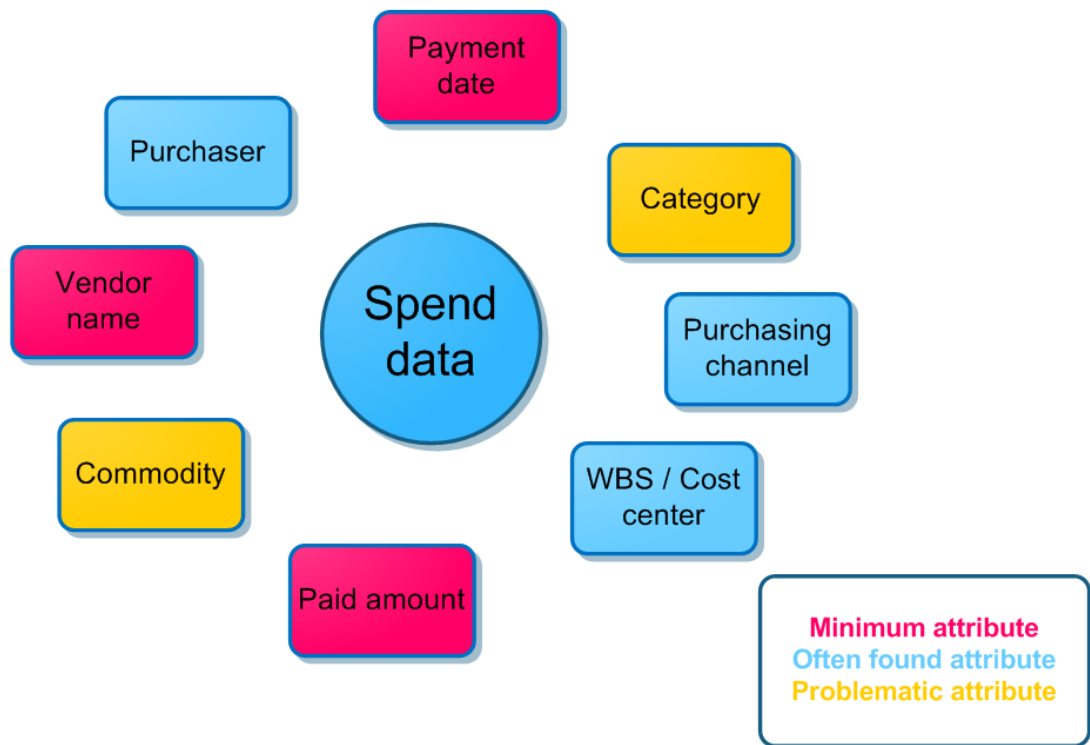 Payment
date
Purchaser
Category
Vendor
name
Spend
data
Purchasing
channel
Commodity
WBS / Cost
center
Paid amount
Minimum attribute
Often found attribute
Problematic attribute